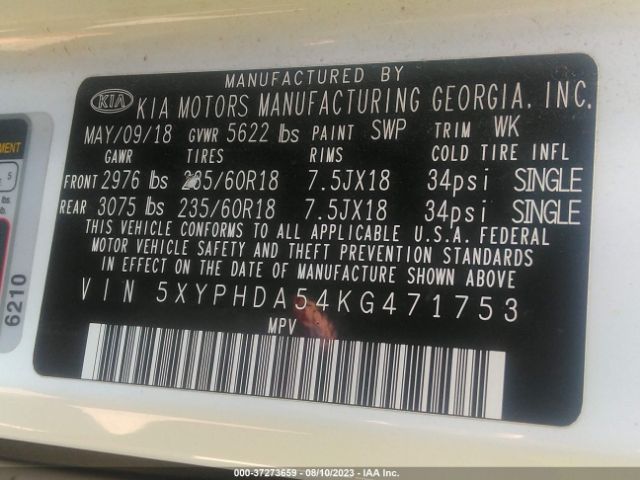 MANUFACTURED BY
KIA KIA MOTORS MANUFACTURING GEORGIA, INC.
MAY/09/18 GVWR 5622 lbs PAINT SWP TRIM WK
GAWR TIRES RIMS COLD TIRE INFL
FRONT 2976 lbs 235/60R18 7.5JX18 34psi SINGLE
REAR 3075 lbs 235/60R18 7.5JX18 34psi SINGLE
THIS VEHICLE CONFORMS TO ALL APPLICABLE U.S.A. FEDERAL
MOTOR VEHICLE SAFETY AND THEFT PREVENTION STANDARDS
IN EFFECT ON THE DATE OF MANUFACTURE SHOWN ABOVE
VIN 5XYPHDA54KG471753
MPV
5
6210
000-37273659 - 08/10/2023 - IAA Inc.